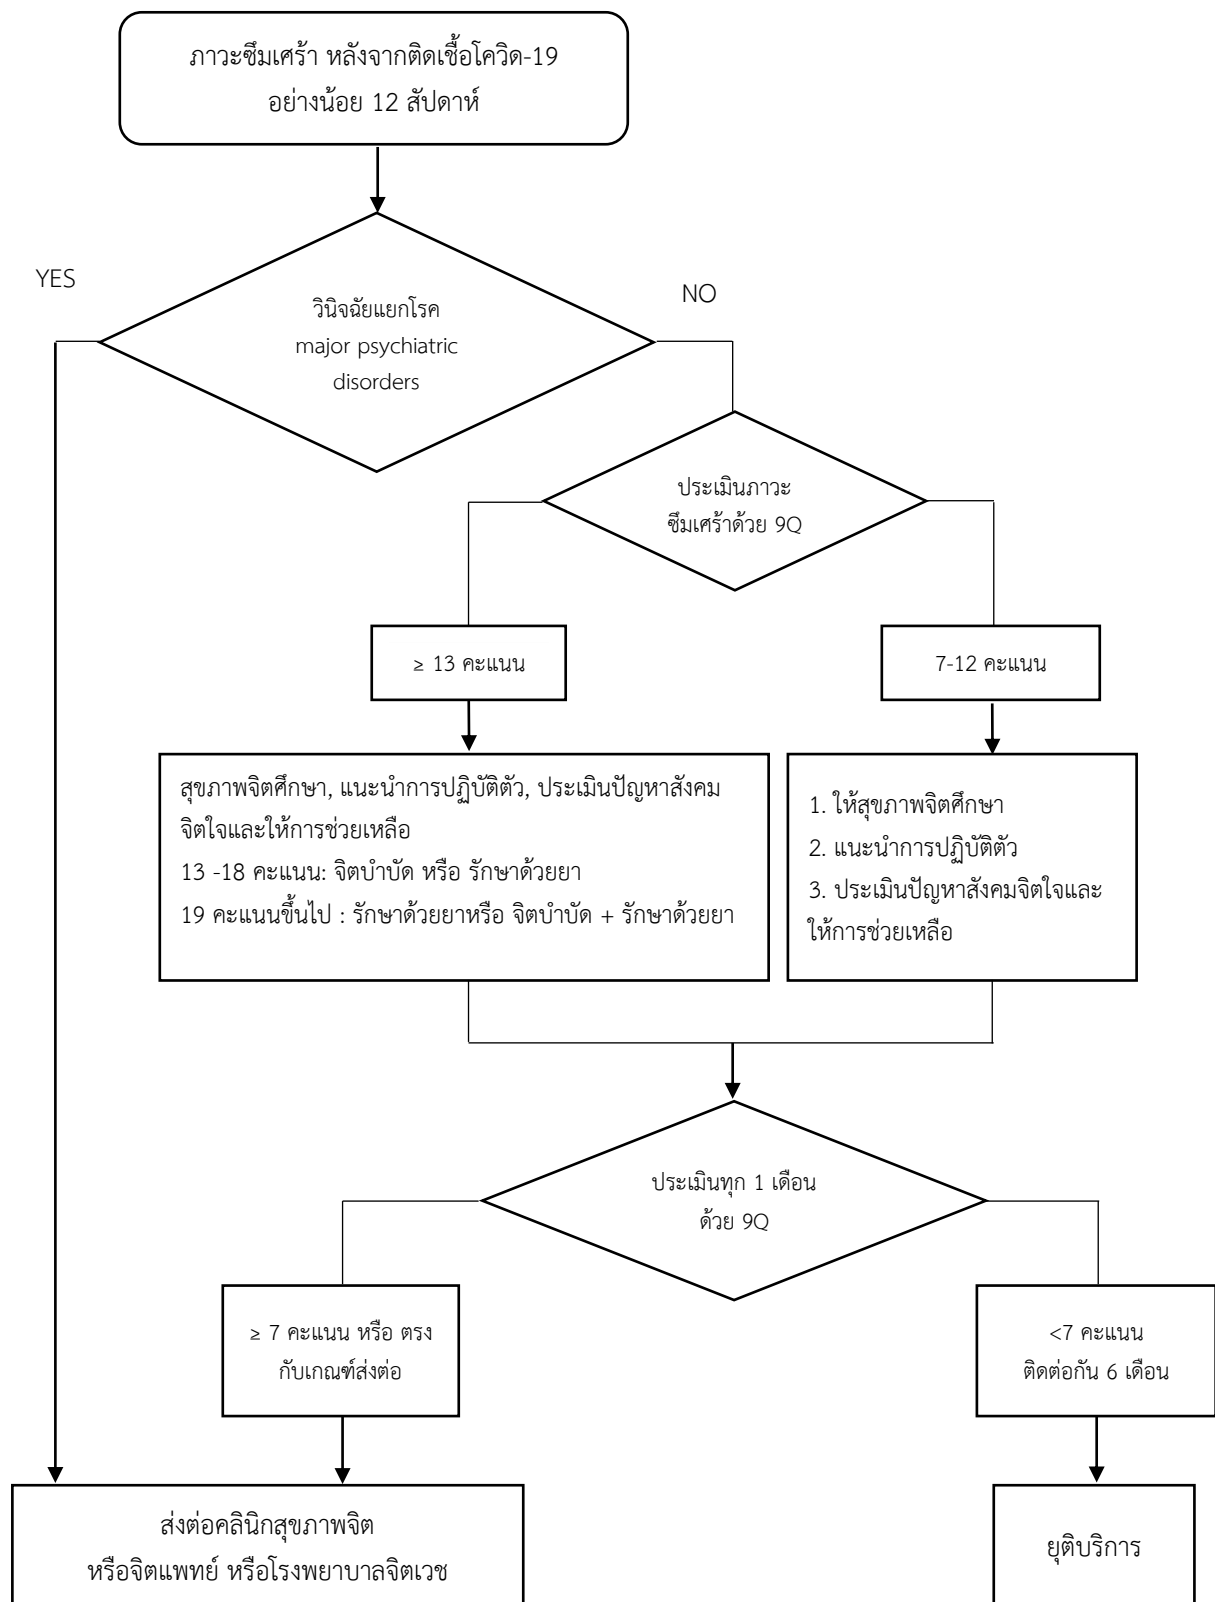 ภาวะซึมเศร้า หลังจากติดเชื้อโควิด-19
อย่างน้อย 12 สัปดาห์
YES
NO
วินิจฉัยแยกโรค
major psychiatric
disorders
ประเมินภาวะ
ซึมเศร้าด้วย 9Q
≥ 13 คะแนน
7-12 คะแนน
สุขภาพจิตศึกษา, แนะนำการปฏิบัติตัว, ประเมินปัญหาสังคม
จิตใจและให้การช่วยเหลือ
13 -18 คะแนน: จิตบำบัด หรือ รักษาด้วยยา
19 คะแนนขึ้นไป : รักษาด้วยยาหรือ จิตบำบัด + รักษาด้วยยา
1. ให้สุขภาพจิตศึกษา
2. แนะนำการปฏิบัติตัว
3. ประเมินปัญหาสังคมจิตใจและ
ให้การช่วยเหลือ
ประเมินทุก 1 เดือน
ด้วย 9Q
≥ 7 คะแนน หรือ ตรง
กับเกณฑ์ส่งต่อ
<7 คะแนน
ติดต่อกัน 6 เดือน
ส่งต่อคลินิกสุขภาพจิต
หรือจิตแพทย์ หรือโรงพยาบาลจิตเวช
ยุติบริการ